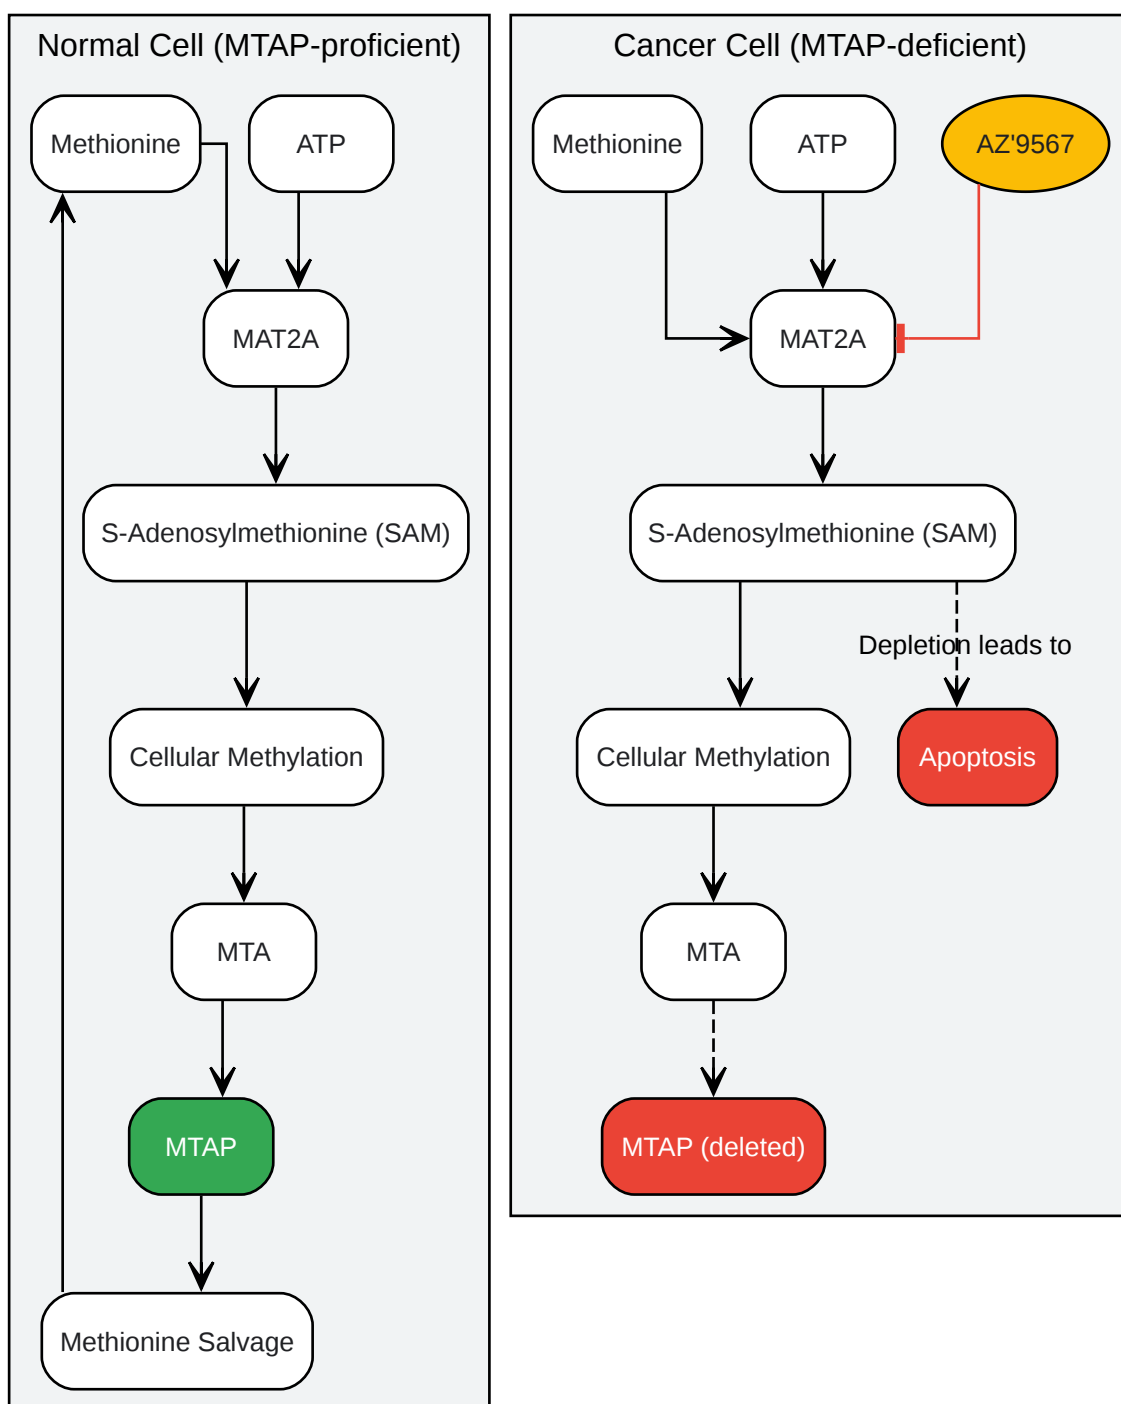 Normal Cell (MTAP-proficient)
Methionine
ATP
MAT2A
S-Adenosylmethionine (SAM)
Cellular Methylation
MTA
MTAP
Methionine Salvage
Cancer Cell (MTAP-deficient)
Methionine
ATP
AZ'9567
MAT2A
S-Adenosylmethionine (SAM)
Depletion leads to
Cellular Methylation
Apoptosis
MTA
MTAP (deleted)